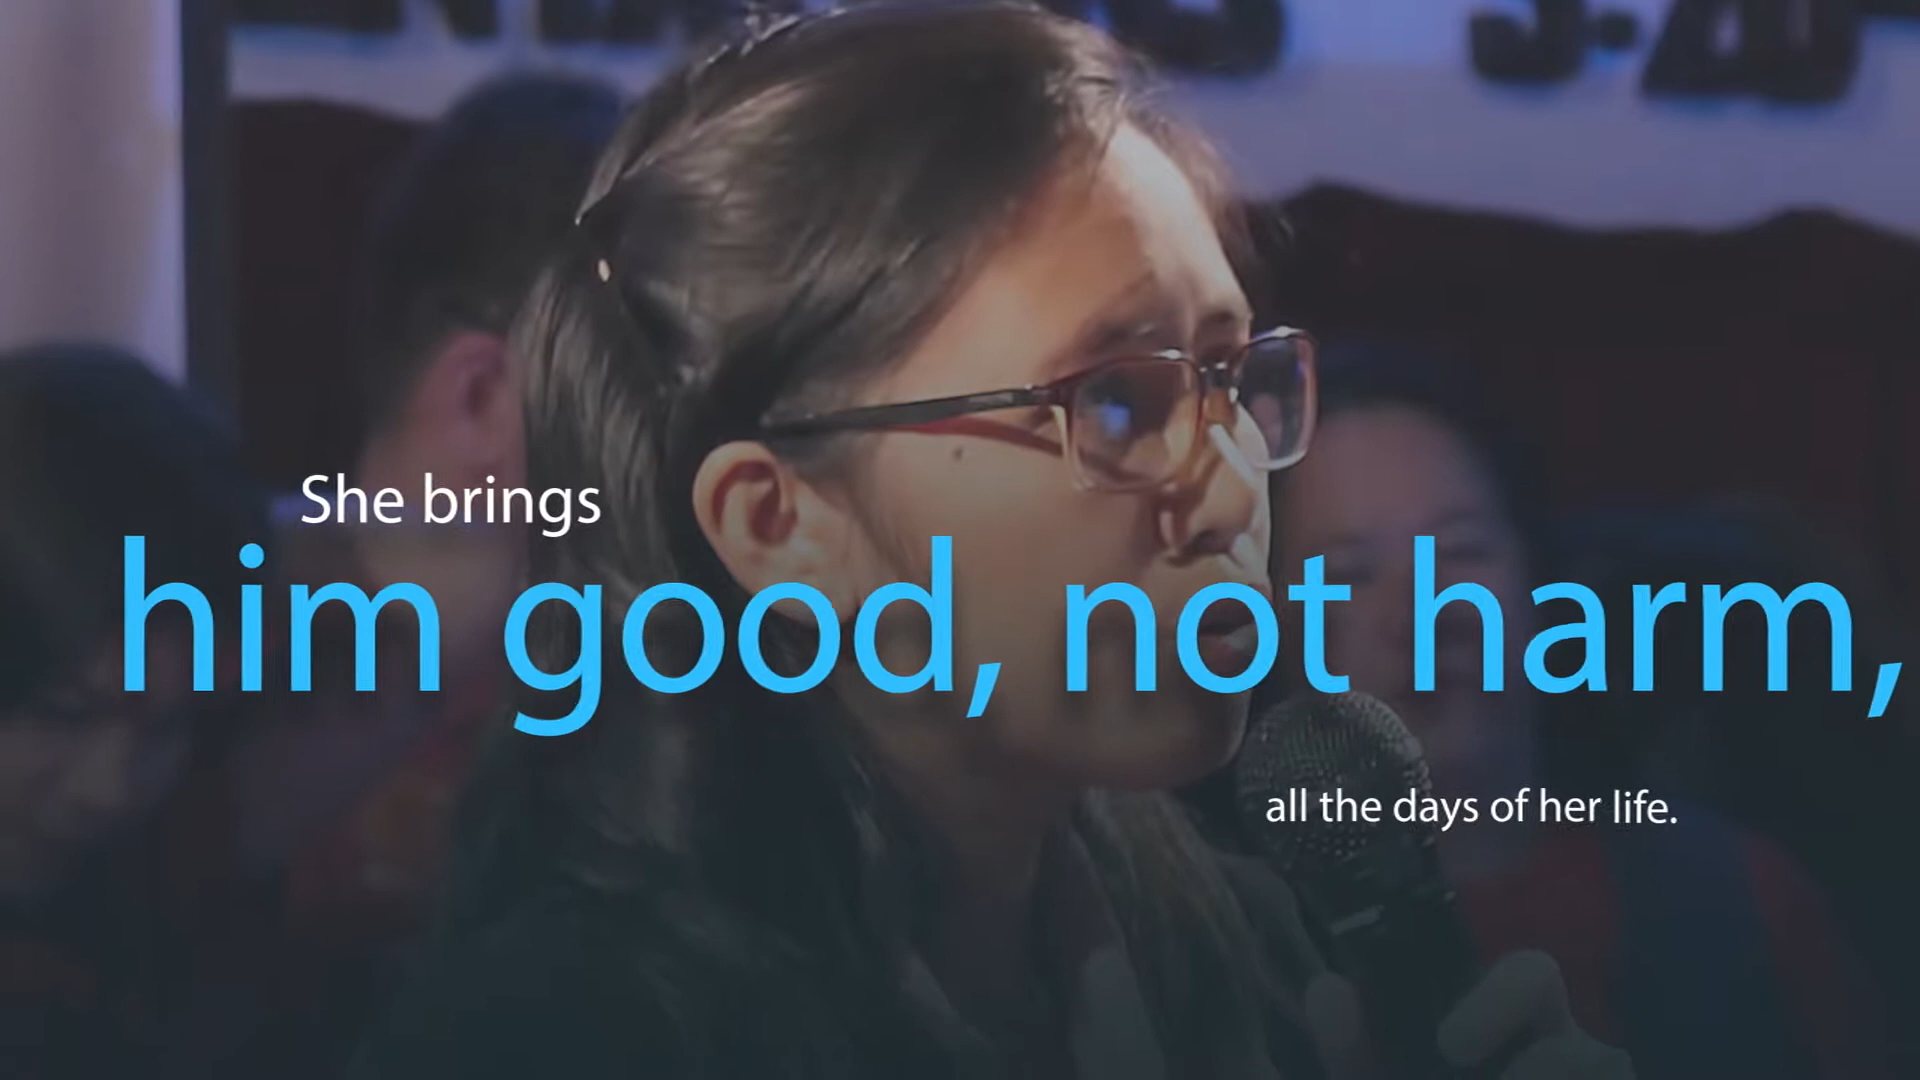 She brings
him good, not harm,
all the days of her life.